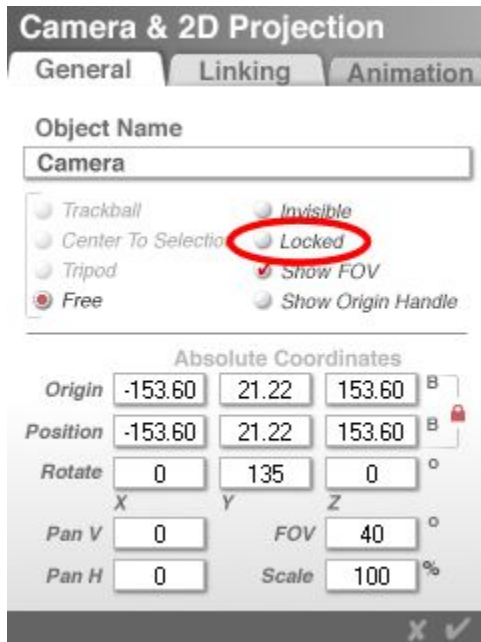 Camera & 2D Projection
General Linking Animation
Object Name
Camera
Trackball Invisible
Center To Selection Locked
Tripod Show FOV
Free Show Origin Handle
Absolute Coordinates
Origin -153.60 21.22 153.60 B
Position -153.60 21.22 153.60 B
Rotate 0 135 0 °
X Y Z
Pan V 0 FOV 40 °
Pan H 0 Scale 100 %